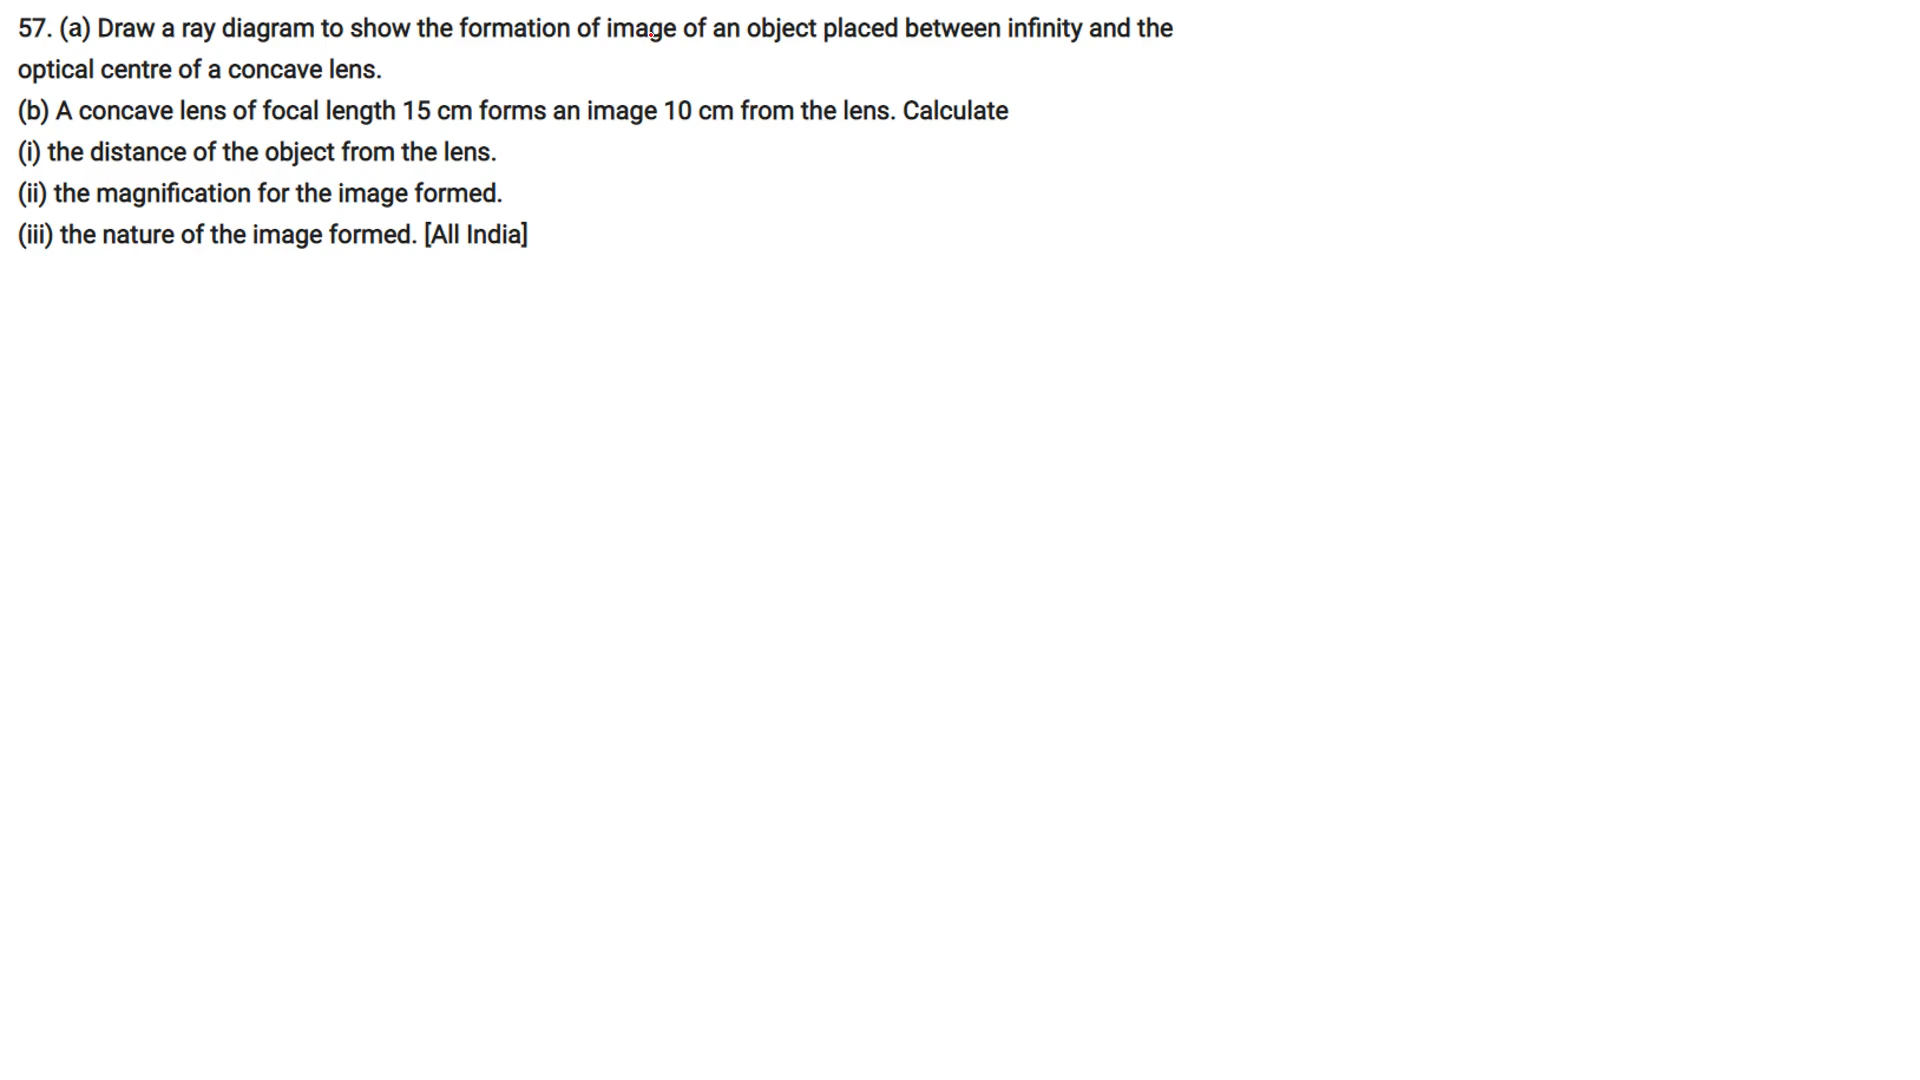 57. (a) Draw a ray diagram to show the formation of image of an object placed between infinity and the
optical centre of a concave lens.
(b) A concave lens of focal length 15 cm forms an image 10 cm from the lens. Calculate
(i) the distance of the object from the lens.
(ii) the magnification for the image formed.
(iii) the nature of the image formed. [All India]